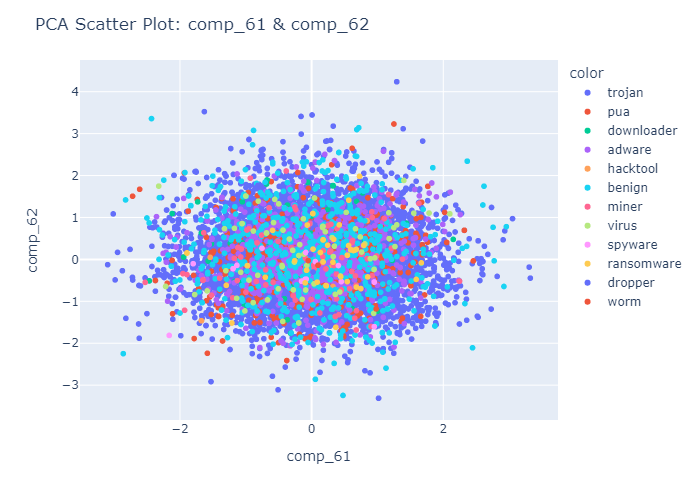 PCA Scatter Plot: comp_61 & comp_62
color
trojan
pua
downloader
adware
hacktool
benign
miner
virus
spyware
ransomware
dropper
worm
4
3
2
1
0
−1
−2
−3
comp_62
−2
0
2
comp_61